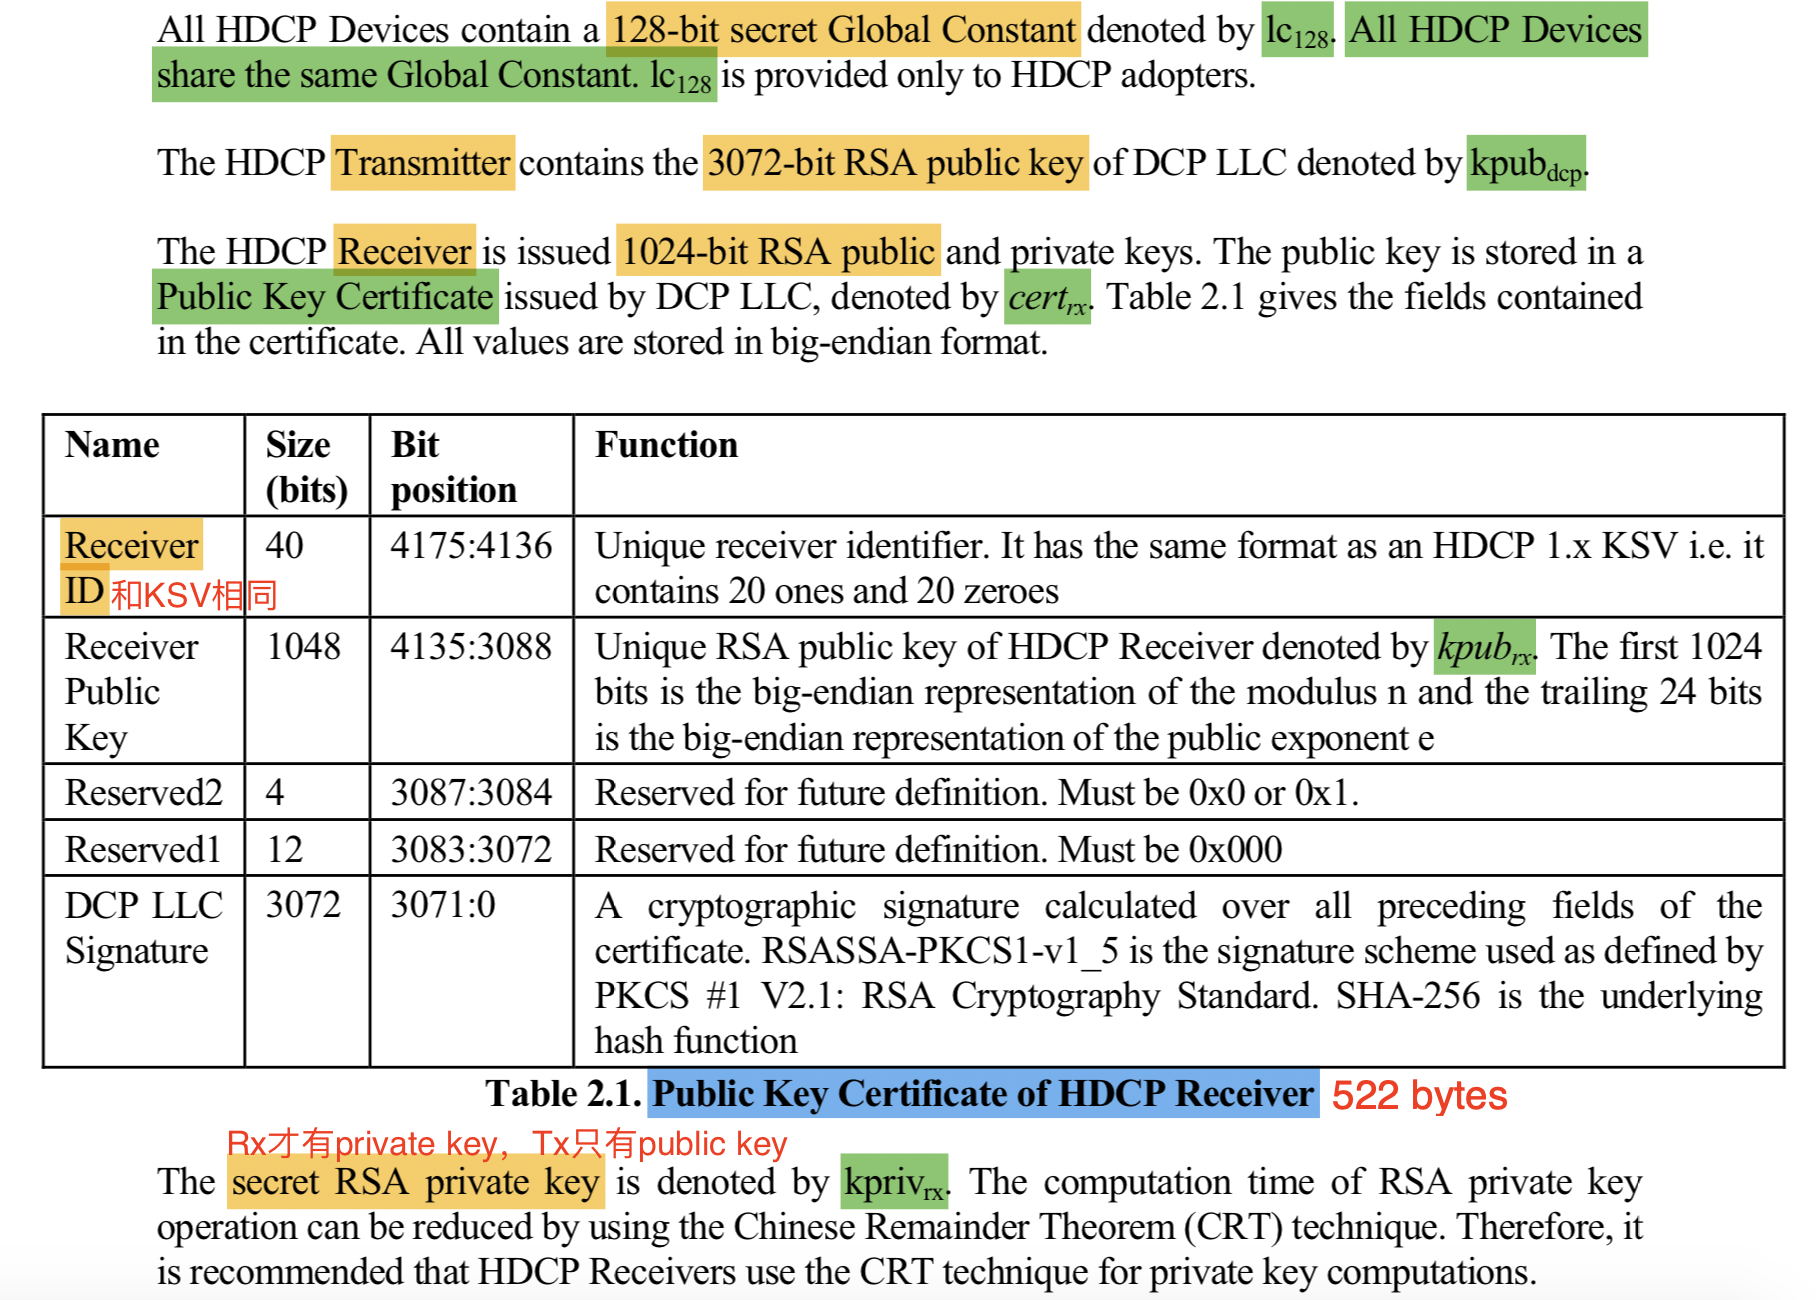 All HDCP Devices contain a 128-bit secret Global Constant denoted by lc128. All HDCP Devices
share the same Global Constant. lc128 is provided only to HDCP adopters.
The HDCP Transmitter contains the 3072-bit RSA public key of DCP LLC denoted by kpubdcp.
The HDCP Receiver is issued 1024-bit RSA public and private keys. The public key is stored in a
Public Key Certificate issued by DCP LLC, denoted by certrx. Table 2.1 gives the fields contained
in the certificate. All values are stored in big-endian format.
Name Size Bit Function
(bits) position
Receiver 40 4175:4136 Unique receiver identifier. It has the same format as an HDCP 1.x KSV i.e. it
ID 和KSV相同 contains 20 ones and 20 zeroes
Receiver 1048 4135:3088 Unique RSA public key of HDCP Receiver denoted by kpubrx. The first 1024
Public bits is the big-endian representation of the modulus n and the trailing 24 bits
Key is the big-endian representation of the public exponent e
Reserved2 4 3087:3084 Reserved for future definition. Must be 0x0 or 0x1.
Reserved1 12 3083:3072 Reserved for future definition. Must be 0x000
DCP LLC 3072 3071:0 A cryptographic signature calculated over all preceding fields of the
Signature certificate. RSASSA-PKCS1-v1_5 is the signature scheme used as defined by
PKCS #1 V2.1: RSA Cryptography Standard. SHA-256 is the underlying
hash function
Table 2.1. Public Key Certificate of HDCP Receiver 522 bytes
Rx才有private key，Tx只有public key
The secret RSA private key is denoted by kprivrx. The computation time of RSA private key
operation can be reduced by using the Chinese Remainder Theorem (CRT) technique. Therefore, it
is recommended that HDCP Receivers use the CRT technique for private key computations.